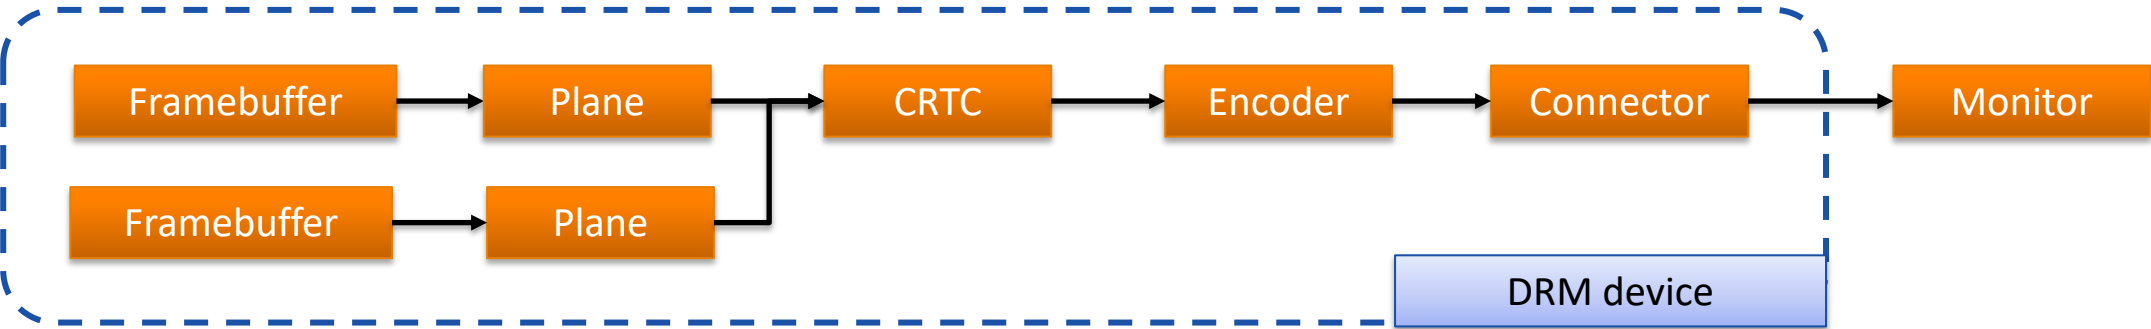 Framebuffer
Plane
CRTC
Encoder
Connector
Monitor
Framebuffer
Plane
DRM device